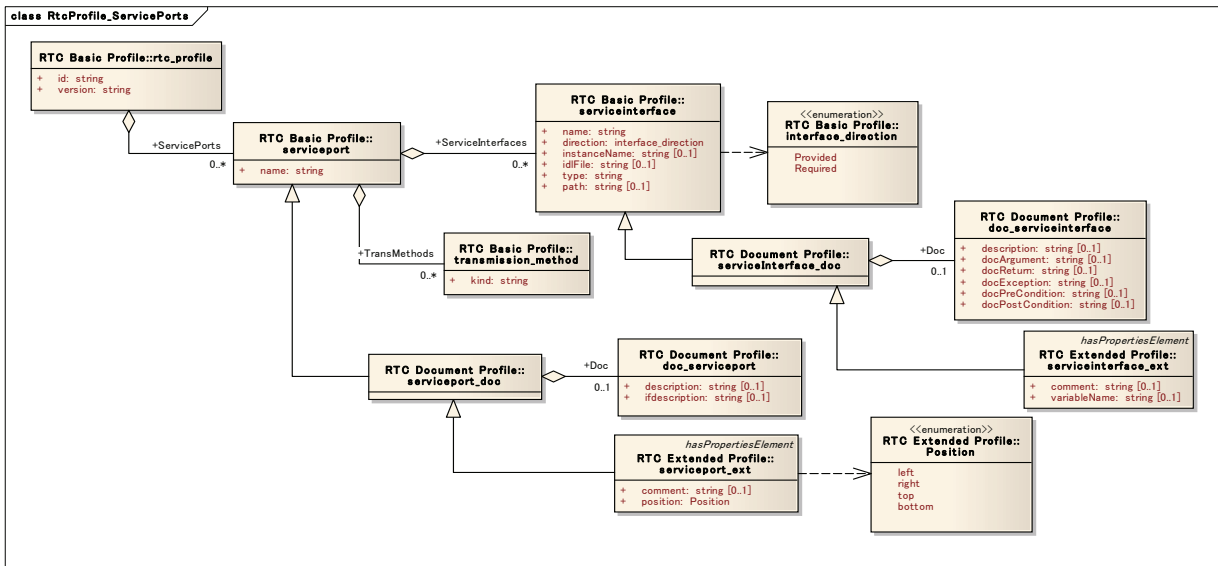 class RtcProfile_ServicePorts
RTC Basic Profile::rtc_profile
+ id: string
+ version: string
+ServicePorts
0..*
RTC Basic Profile::
serviceport
+ name: string
+ServiceInterfaces
0..*
RTC Basic Profile::
serviceinterface
+ name: string
+ direction: interface_direction
+ instanceName: string [0..1]
+ idlFile: string [0..1]
+ type: string
+ path: string [0..1]
<<enumeration>>
RTC Basic Profile::
interface_direction
Provided
Required
+TransMethods
0..*
RTC Basic Profile::
transmission_method
+ kind: string
RTC Document Profile::
serviceInterface_doc
+Doc
0..1
RTC Document Profile::
doc_serviceinterface
+ description: string [0..1]
+ docArgument: string [0..1]
+ docReturn: string [0..1]
+ docException: string [0..1]
+ docPreCondition: string [0..1]
+ docPostCondition: string [0..1]
hasPropertiesElement
RTC Extended Profile::
serviceinterface_ext
+ comment: string [0..1]
+ variableName: string [0..1]
RTC Document Profile::
serviceport_doc
+Doc
0..1
RTC Document Profile::
doc_serviceport
+ description: string [0..1]
+ ifdescription: string [0..1]
hasPropertiesElement
RTC Extended Profile::
serviceport_ext
+ comment: string [0..1]
+ position: Position
<<enumeration>>
RTC Extended Profile::
Position
left
right
top
bottom